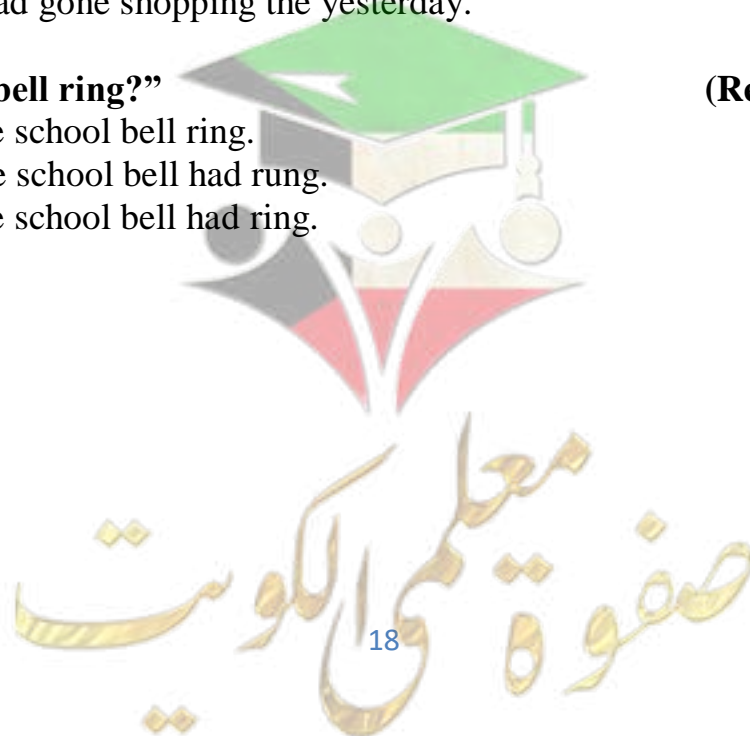 ad gone shopping the yesterday.
bell ring?” (Re
e school bell ring.
e school bell had rung.
e school bell had ring.
صفوة معلمى الكويت
18